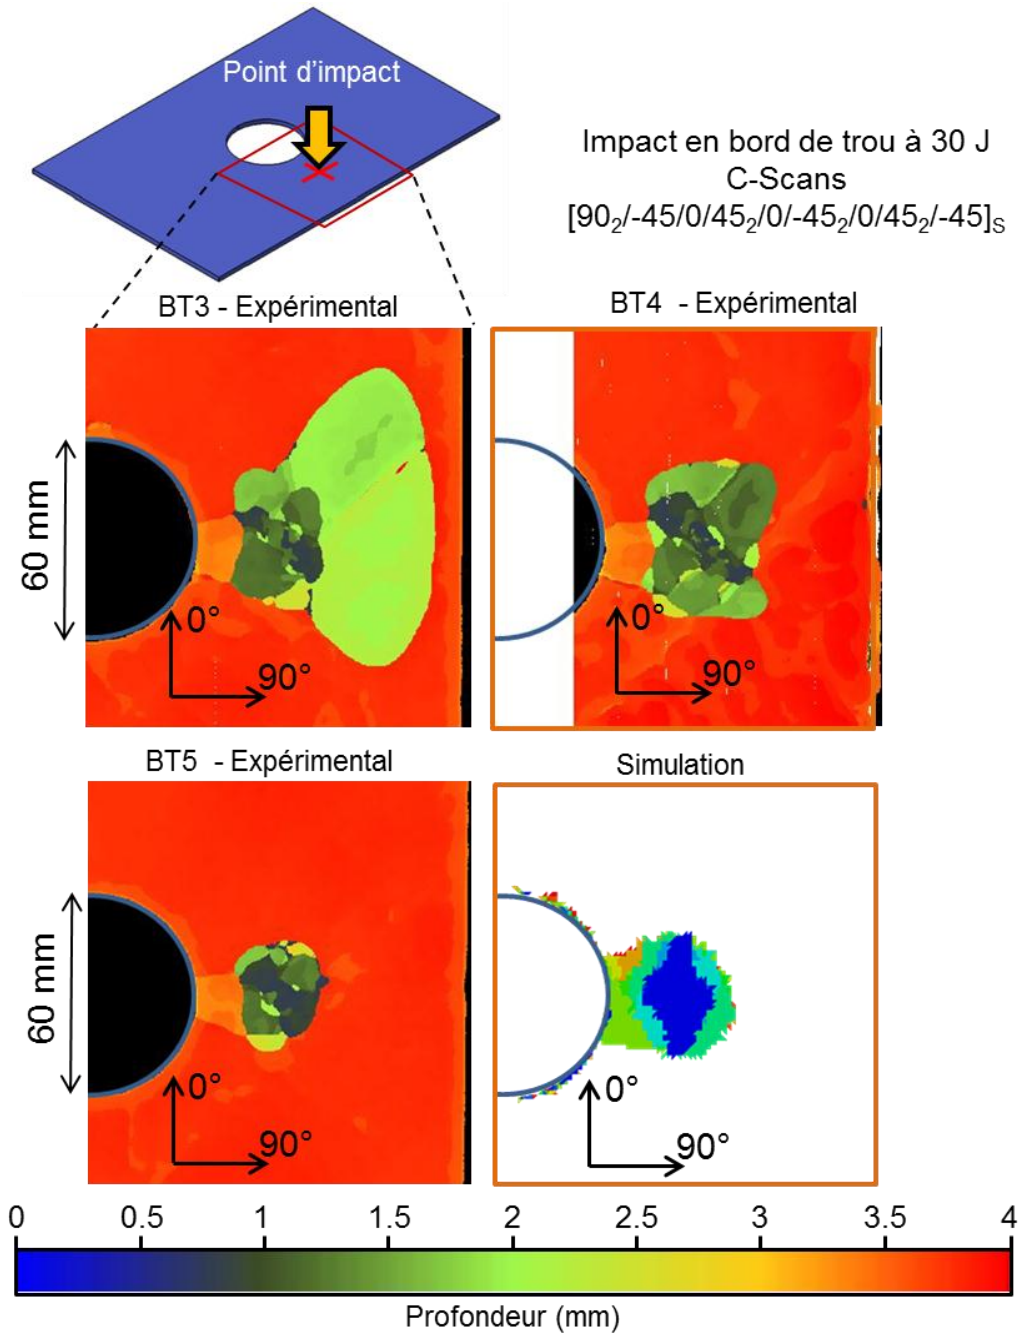 Point d'impact
Impact en bord de trou à 30 J
C-Scans
[90₂/-45/0/45₂/0/-45₂/0/45₂/-45]S
BT3 - Expérimental
BT4 - Expérimental
60 mm
0°
90°
0°
90°
BT5 - Expérimental
Simulation
60 mm
0°
90°
0°
90°
0 0.5 1 1.5 2 2.5 3 3.5 4
Profondeur (mm)